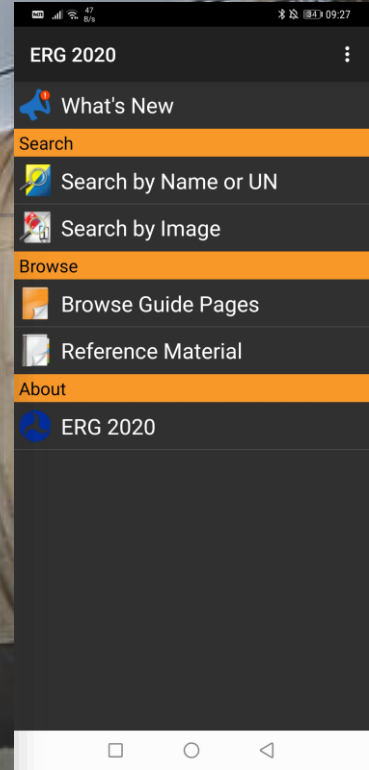 47
B/s
84
09:27
ERG 2020
What's New
Search
Search by Name or UN
Search by Image
Browse
Browse Guide Pages
Reference Material
About
ERG 2020